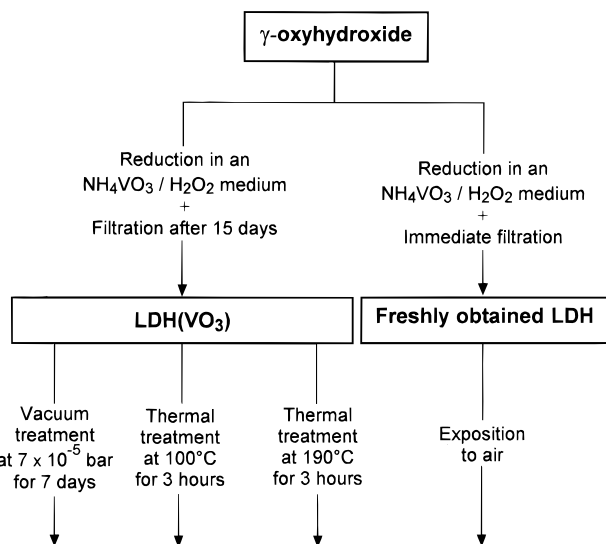 γ-oxyhydroxide
Reduction in an
NH₄VO₃ / H₂O₂ medium
+
Filtration after 15 days
Reduction in an
NH₄VO₃ / H₂O₂ medium
+
Immediate filtration
LDH(VO₃)
Freshly obtained LDH
Vacuum
treatment
at 7 x 10⁻⁵ bar
for 7 days
Thermal
treatment
at 100°C
for 3 hours
Thermal
treatment
at 190°C
for 3 hours
Exposition
to air